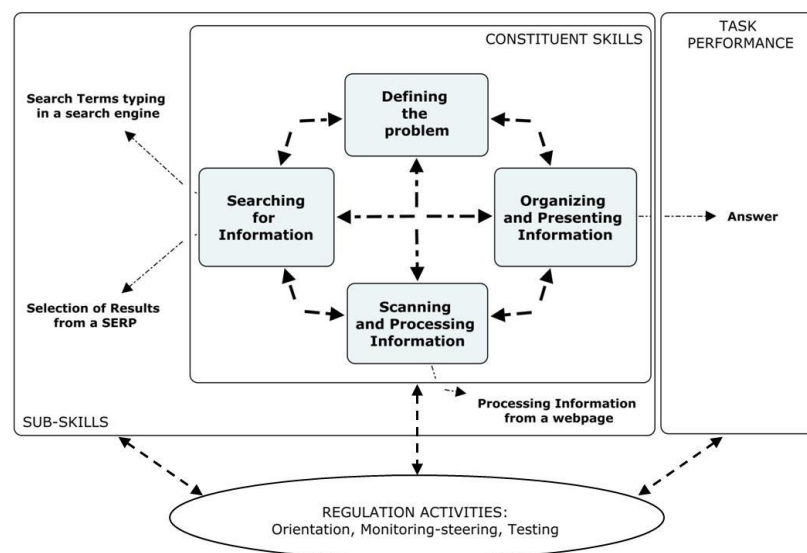 CONSTITUENT SKILLS
TASK
PERFORMANCE
Search Terms typing
in a search engine
Defining
the
problem
Searching
for
Information
Organizing
and Presenting
Information
Answer
Selection of Results
from a SERP
Scanning
and Processing
Information
Processing Information
from a webpage
SUB-SKILLS
REGULATION ACTIVITIES:
Orientation, Monitoring-steering, Testing